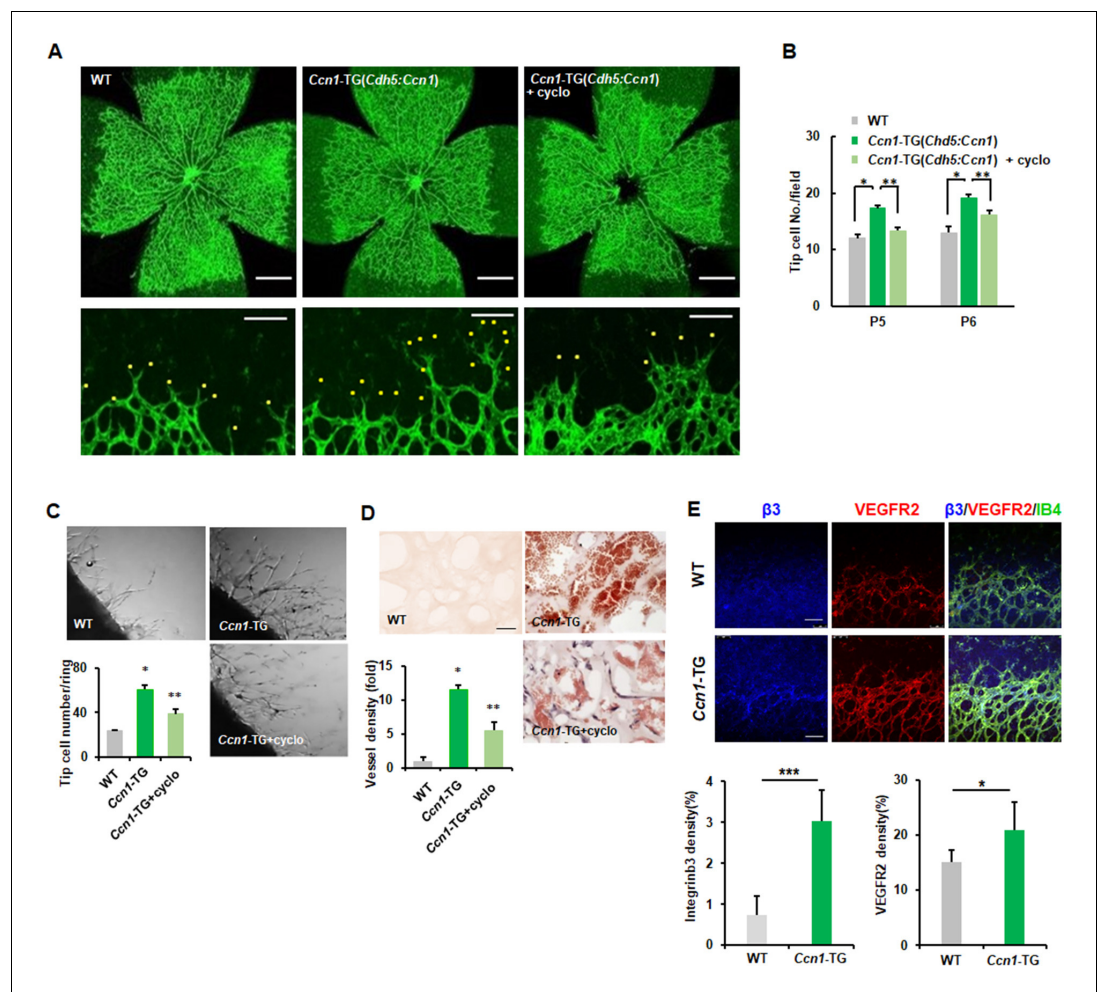 A
WT
Ccn1-TG(Cdh5:Ccn1)
Ccn1-TG(Cdh5:Ccn1)
+ cyclo
B
WT
Ccn1-TG(Chd5:Ccn1)
Ccn1-TG(Cdh5:Ccn1) + cyclo
Tip cell No./field
30
20
10
0
* **
* **
P5
P6
C
WT
Ccn1-TG
Ccn1-TG+cyclo
Tip cell number/ring
80
40
0
*
**
WT
Ccn1-TG
Ccn1-TG+cyclo
D
WT
Ccn1-TG
Ccn1-TG+cyclo
Vessel density (fold)
15
10
5
0
*
**
WT
Ccn1-TG
Ccn1-TG+cyclo
E
β3
VEGFR2
β3/VEGFR2/IB4
WT
Ccn1-TG
Integrinb3 density(%)
4
3
2
1
0
***
WT
Ccn1-TG
VEGFR2 density(%)
30
20
10
0
*
WT
Ccn1-TG